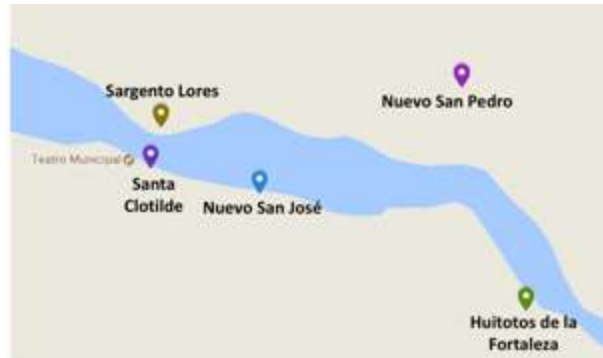 Sargento Lores
Nuevo San Pedro
Teatro Municipal
Santa
Clotilde
Nuevo San José
Huitotos de la
Fortaleza